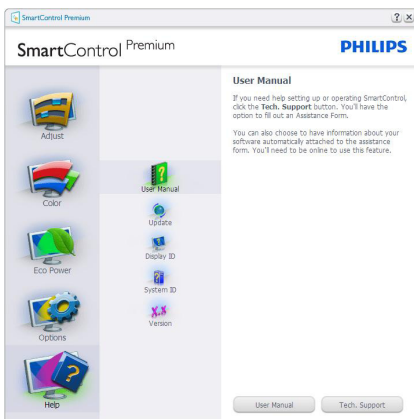 SmartControl Premium
? X
SmartControl Premium
PHILIPS
Adjust
Color
Eco Power
Options
Help
User Manual
Update
Display ID
System ID
X.X
Version
User Manual
If you need help setting up or operating SmartControl,
click the Tech. Support button. You'll have the
option to fill out an Assistance Form.
You can also choose to have information about your
software automatically attached to the assistance
form. You'll need to be online to use this feature.
User Manual
Tech. Support